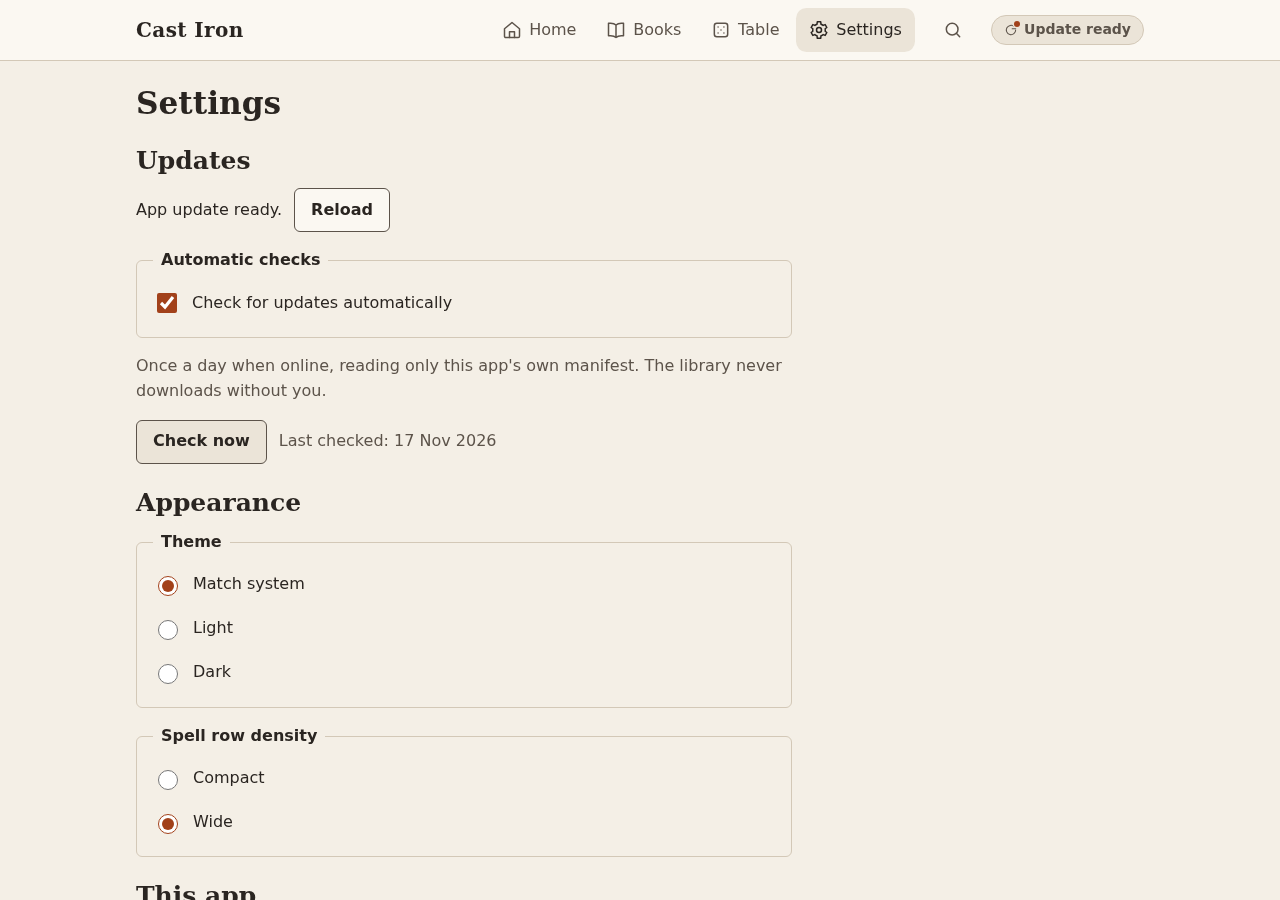 Cast Iron
Home
Books
Table
Settings
Update ready
Settings
Updates
App update ready.
Reload
Automatic checks
Check for updates automatically
Once a day when online, reading only this app's own manifest. The library never
downloads without you.
Check now
Last checked: 17 Nov 2026
Appearance
Theme
Match system
Light
Dark
Spell row density
Compact
Wide
This app